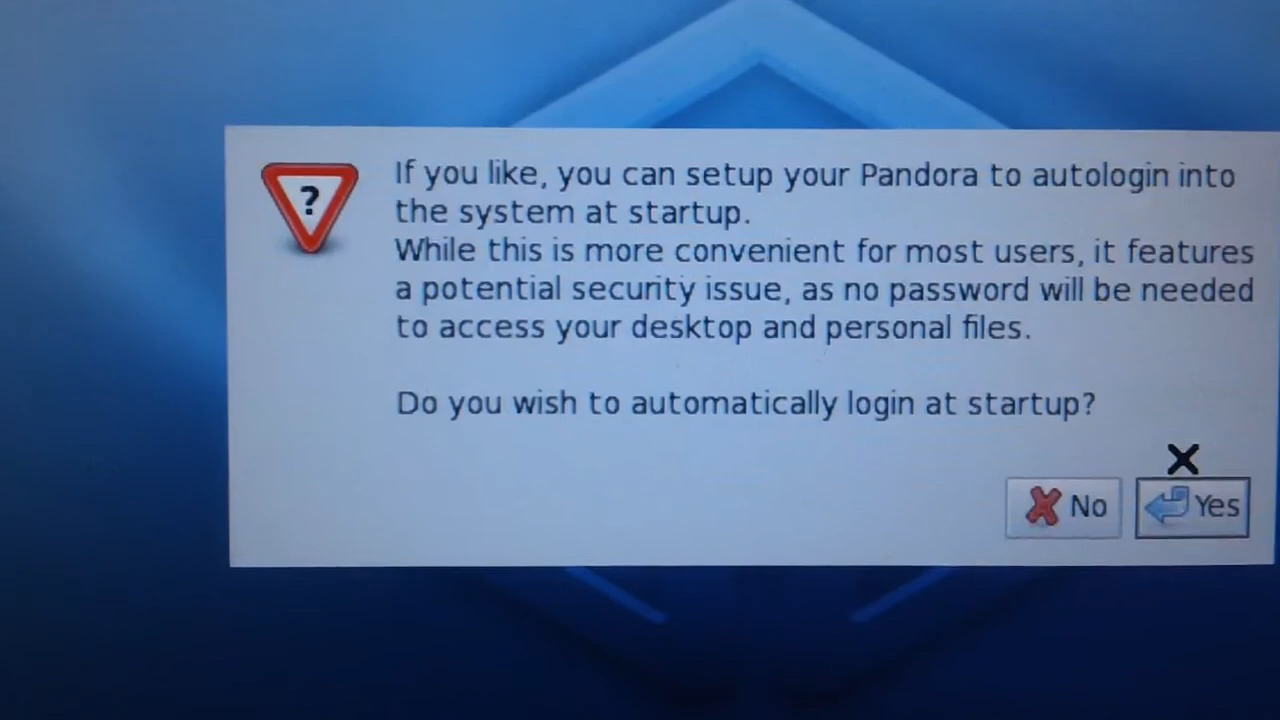 ?
If you like, you can setup your Pandora to autologin into
the system at startup.
While this is more convenient for most users, it features
a potential security issue, as no password will be needed
to access your desktop and personal files.
Do you wish to automatically login at startup?
No
Yes